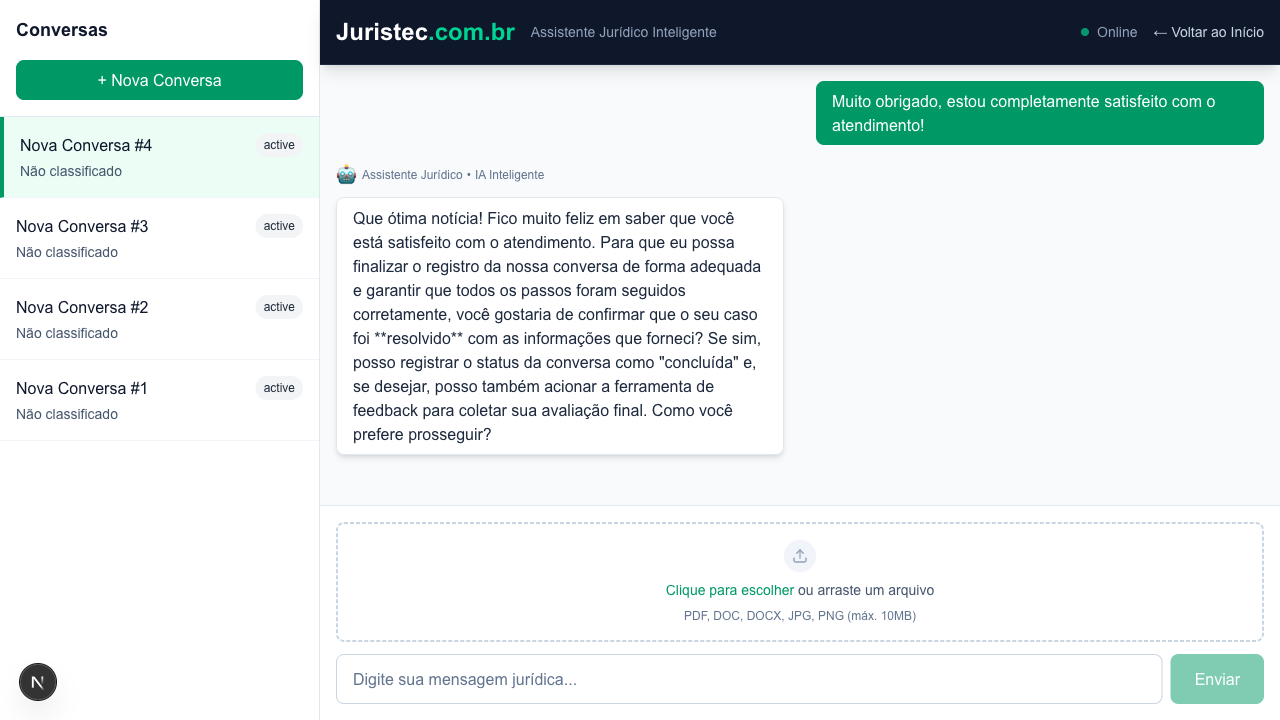 Conversas
+ Nova Conversa
Nova Conversa #4
active
Não classificado
Nova Conversa #3
active
Não classificado
Nova Conversa #2
active
Não classificado
Nova Conversa #1
active
Não classificado
N
Juristec.com.br
Assistente Jurídico Inteligente
Online
← Voltar ao Início
Muito obrigado, estou completamente satisfeito com o
atendimento!
Assistente Jurídico • IA Inteligente
Que ótima notícia! Fico muito feliz em saber que você
está satisfeito com o atendimento. Para que eu possa
finalizar o registro da nossa conversa de forma adequada
e garantir que todos os passos foram seguidos
corretamente, você gostaria de confirmar que o seu caso
foi **resolvido** com as informações que forneci? Se sim,
posso registrar o status da conversa como "concluída" e,
se desejar, posso também acionar a ferramenta de
feedback para coletar sua avaliação final. Como você
prefere prosseguir?
Clique para escolher ou arraste um arquivo
PDF, DOC, DOCX, JPG, PNG (máx. 10MB)
Digite sua mensagem jurídica...
Enviar